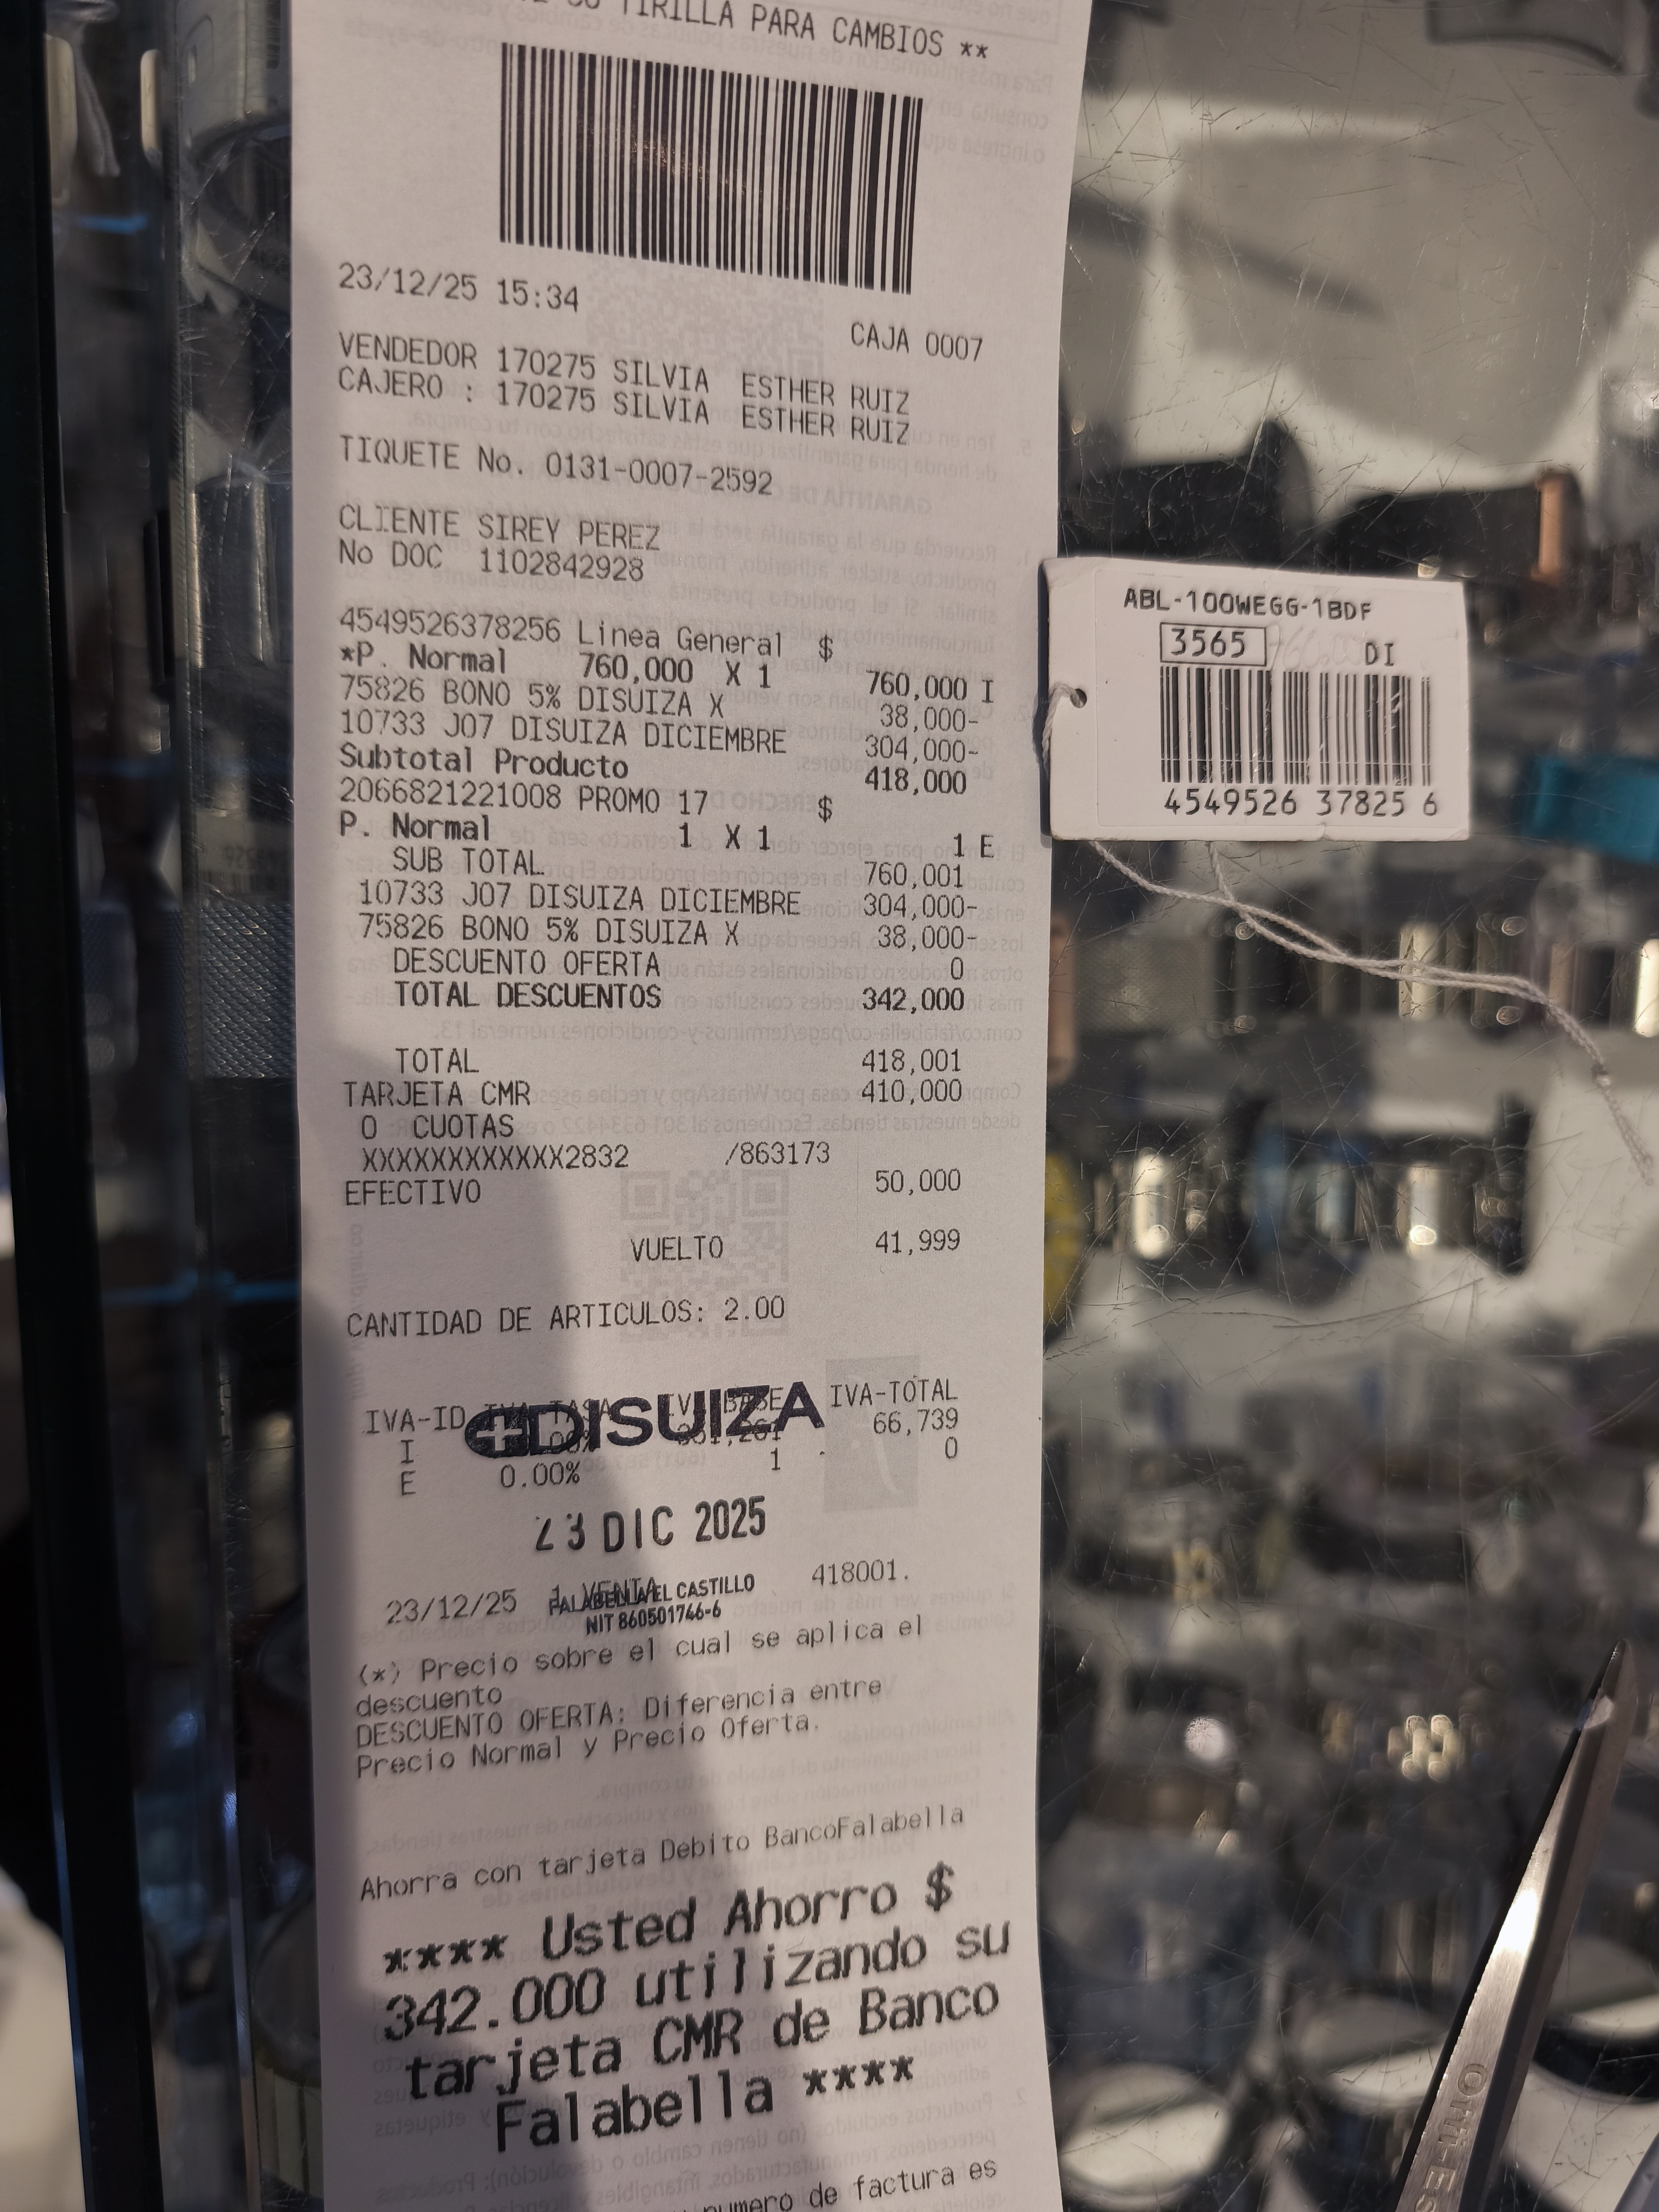 TIRILLA PARA CAMBIOS **
23/12/25 15:34
CAJA 0007
VENDEDOR 170275 SILVIA ESTHER RUIZ
CAJERO : 170275 SILVIA ESTHER RUIZ
TIQUETE No. 0131-0007-2592
CLIENTE SIREY PEREZ
No DOC 1102842928
4549526378256 Linea General $
*P. Normal 760,000 X 1 760,000 I
75826 BONO 5% DISUIZA X 38,000-
10733 J07 DISUIZA DICIEMBRE 304,000-
Subtotal Producto 418,000
2066821221008 PROMO 17 $
P. Normal 1 X 1 1 E
SUB TOTAL 760,001
10733 J07 DISUIZA DICIEMBRE 304,000-
75826 BONO 5% DISUIZA X 38,000-
DESCUENTO OFERTA 0
TOTAL DESCUENTOS 342,000
TOTAL 418,001
TARJETA CMR 410,000
0 CUOTAS
XXXXXXXXXXXX2832 /863173
EFECTIVO 50,000
VUELTO 41,999
CANTIDAD DE ARTICULOS: 2.00
IVA-ID IVA-TASA IVA-BASE IVA-TOTAL
DISUIZA
I 66,739
E 0.00% 1 0
23 DIC 2025
23/12/25 1 VENTA 418001.
FALABELLA EL CASTILLO
NIT 860501746-6
(*) Precio sobre el cual se aplica el
descuento
DESCUENTO OFERTA: Diferencia entre
Precio Normal y Precio Oferta.
Ahorra con tarjeta Debito BancoFalabella
**** Usted Ahorro $
342.000 utilizando su
tarjeta CMR de Banco
Falabella ****
numero de factura es
ABL-100WEGG-1BDF
3565 DI
4549526 37825 6